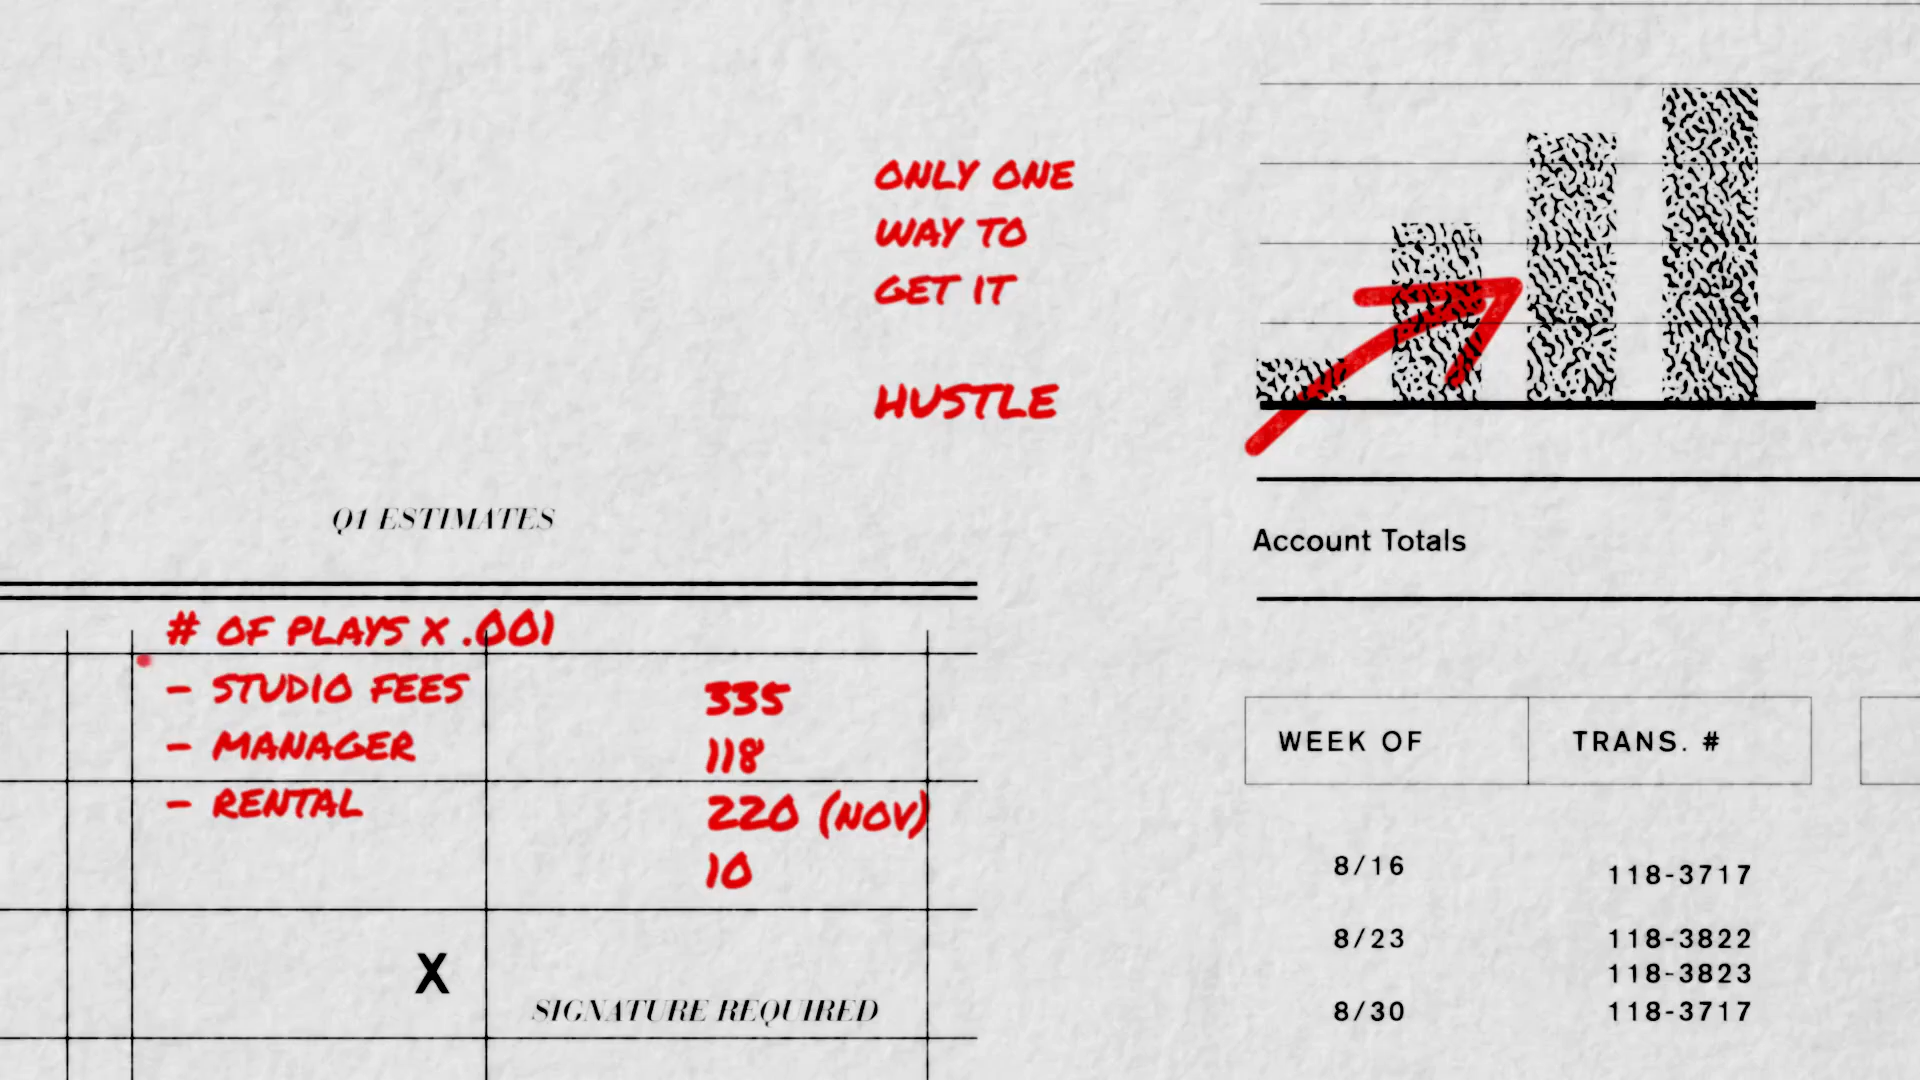 ONLY ONE
WAY TO
GET IT
HUSTLE
Q1 ESTIMATES
# OF PLAYS X .001
- STUDIO FEES 335
- MANAGER 118
- RENTAL 220 (NOV)
10
X
SIGNATURE REQUIRED
Account Totals
WEEK OF TRANS. #
8/16 118-3717
8/23 118-3822
118-3823
8/30 118-3717